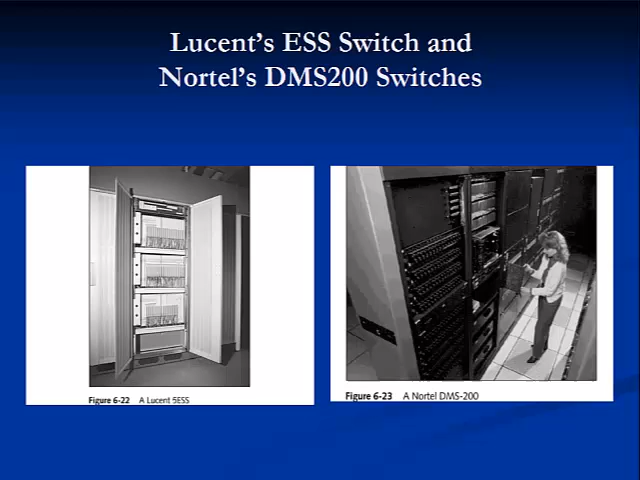 Lucent’s ESS Switch and
Nortel’s DMS200 Switches
Figure 6-22 A Lucent 5ESS
Figure 6-23 A Nortel DMS-200